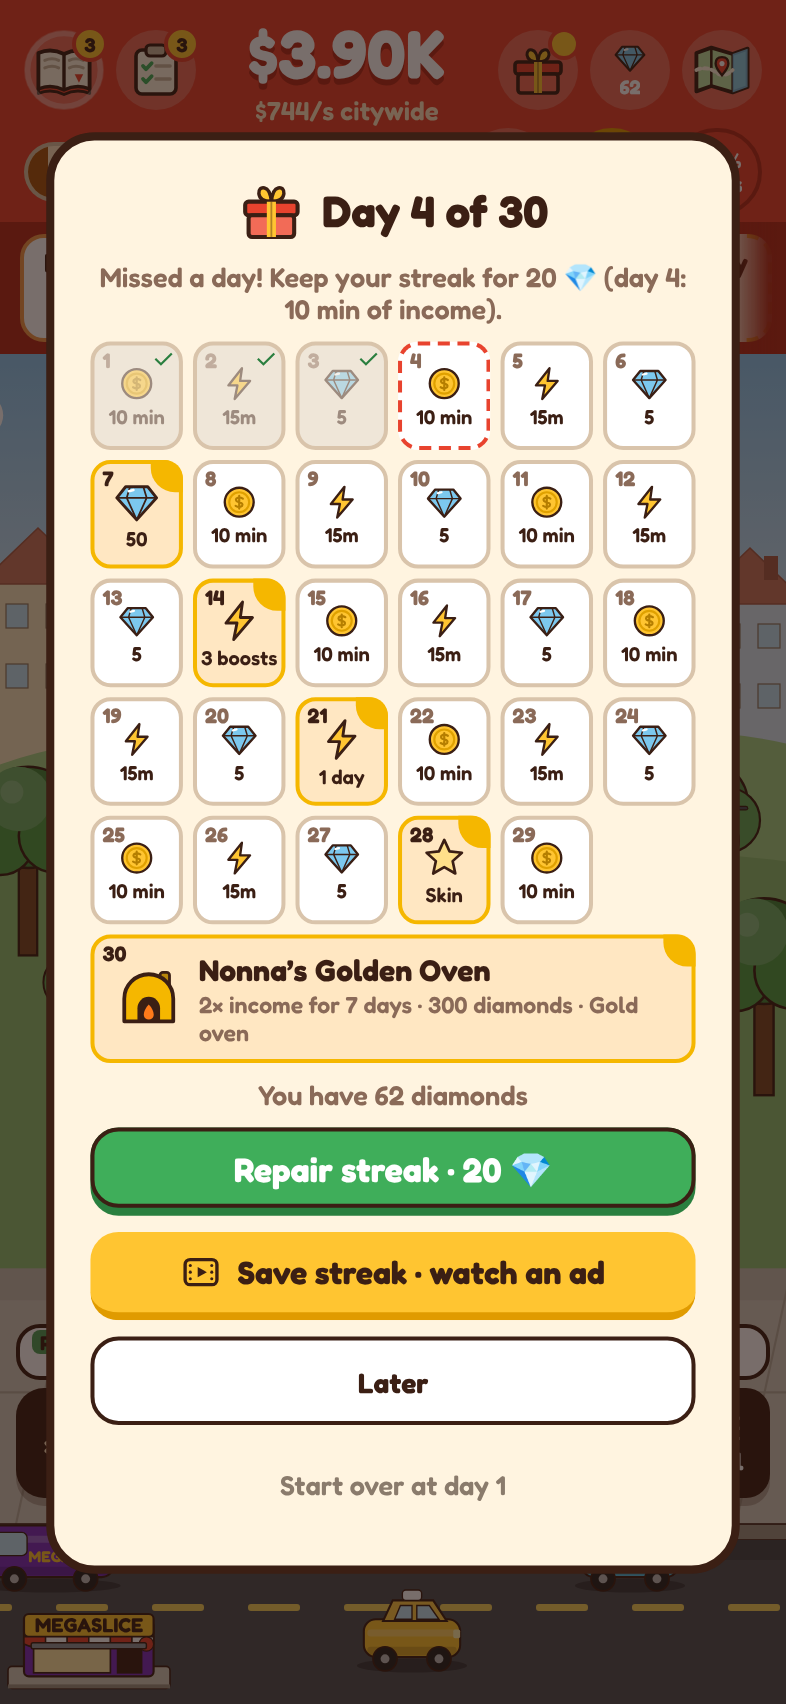 3
3
$3.90K
62
$744/s citywide
Day 4 of 30
Missed a day! Keep your streak for 20 💎 (day 4:
10 min of income).
1
10 min
2
15m
3
5
4
10 min
5
15m
6
5
7
50
8
10 min
9
15m
10
5
11
10 min
12
15m
13
5
14
3 boosts
15
10 min
16
15m
17
5
18
10 min
19
15m
20
5
21
1 day
22
10 min
23
15m
24
5
25
10 min
26
15m
27
5
28
Skin
29
10 min
30
Nonna's Golden Oven
2× income for 7 days · 300 diamonds · Gold
oven
You have 62 diamonds
Repair streak · 20 💎
Save streak · watch an ad
Later
Start over at day 1
MEGASLICE